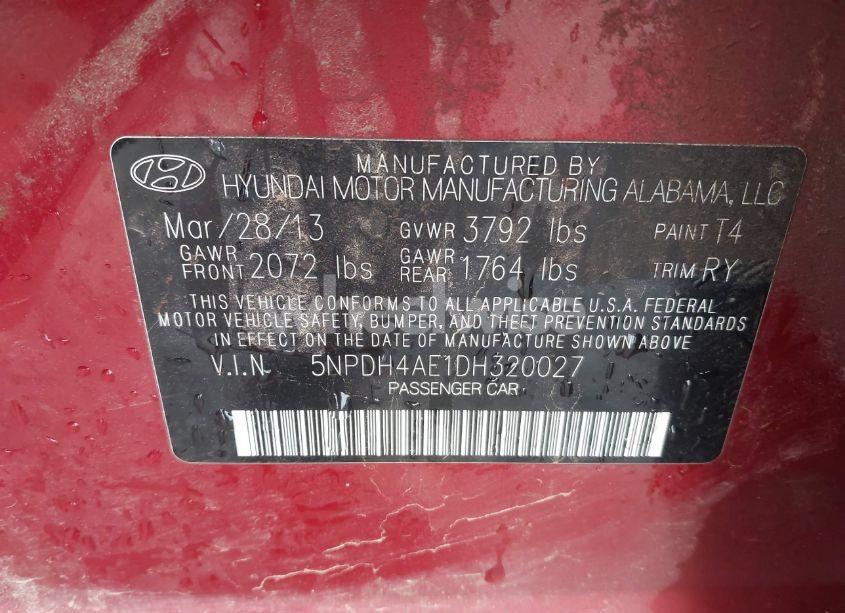 MANUFACTURED BY
HYUNDAI MOTOR MANUFACTURING ALABAMA, LLC
Mar/28/13 GVWR 3792 lbs PAINT T4
GAWR FRONT 2072 lbs GAWR REAR 1764 lbs TRIM RY
THIS VEHICLE CONFORMS TO ALL APPLICABLE U.S.A. FEDERAL
MOTOR VEHICLE SAFETY, BUMPER, AND THEFT PREVENTION STANDARDS
IN EFFECT ON THE DATE OF MANUFACTURE SHOWN ABOVE
V.I.N 5NPDH4AE1DH320027
PASSENGER CAR